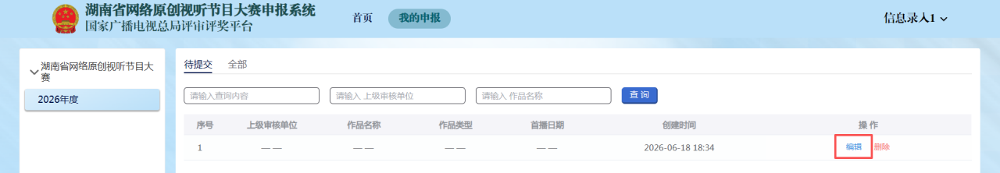 湖南省网络原创视听节目大赛申报系统
国家广播电视总局评审评奖平台
首页 我的申报 信息录入1
湖南省网络原创视听节目大
赛
2026年度
待提交 全部
请输入查询内容 请输入 上级审核单位 请输入 作品名称 查 询
序号 上级审核单位 作品名称 作品类型 首播日期 创建时间 操 作
1 —— —— —— —— 2026-06-18 18:34 编辑 删除